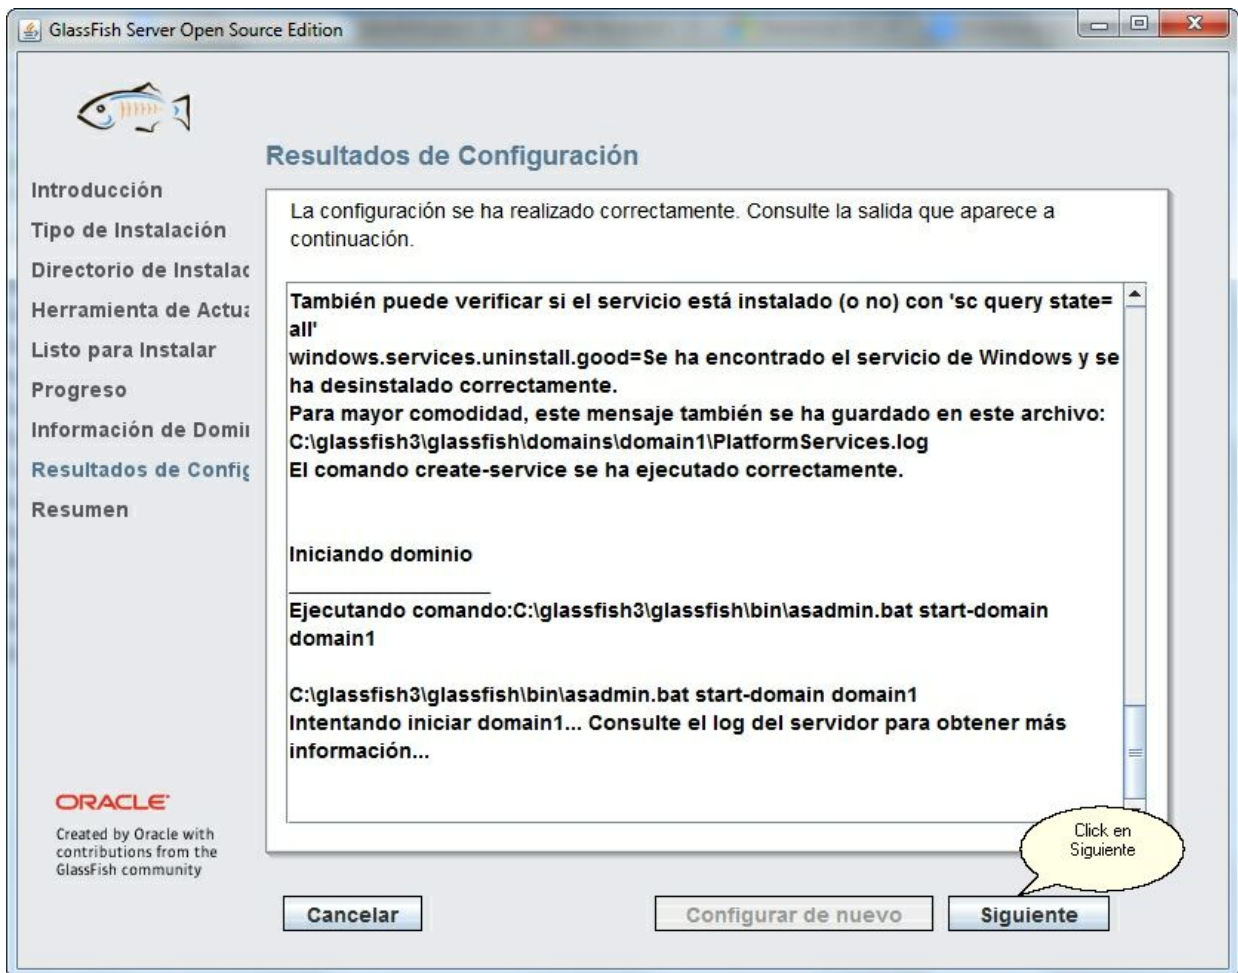 GlassFish Server Open Source Edition
Resultados de Configuración
Introducción
Tipo de Instalación
Directorio de Instalac
Herramienta de Actua
Listo para Instalar
Progreso
Información de Domin
Resultados de Config
Resumen
La configuración se ha realizado correctamente. Consulte la salida que aparece a
continuación.
También puede verificar si el servicio está instalado (o no) con 'sc query state=
all'
windows.services.uninstall.good=Se ha encontrado el servicio de Windows y se
ha desinstalado correctamente.
Para mayor comodidad, este mensaje también se ha guardado en este archivo:
C:\glassfish3\glassfish\domains\domain1\PlatformServices.log
El comando create-service se ha ejecutado correctamente.
Iniciando dominio
__________________
Ejecutando comando:C:\glassfish3\glassfish\bin\asadmin.bat start-domain
domain1
C:\glassfish3\glassfish\bin\asadmin.bat start-domain domain1
Intentando iniciar domain1... Consulte el log del servidor para obtener más
información...
ORACLE
Created by Oracle with
contributions from the
GlassFish community
Click en
Siguiente
Cancelar
Configurar de nuevo
Siguiente